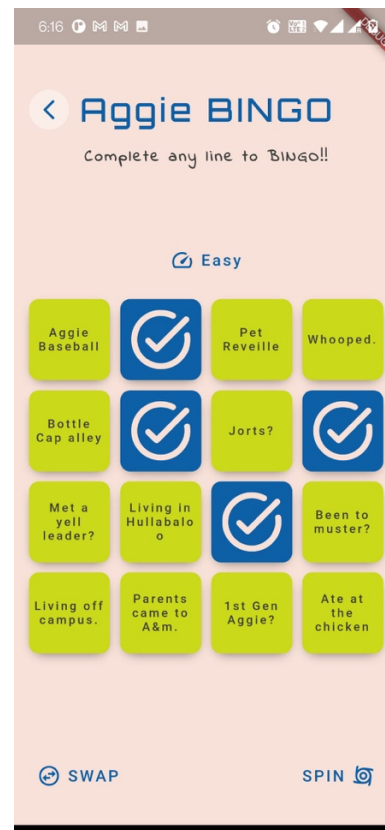 6:16
Aggie BINGO
Complete any line to BINGO!!
Easy
Aggie
Baseball
Pet
Reveille
Whooped.
Bottle
Cap alley
Jorts?
Met a
yell
leader?
Living in
Hullabalo
o
Been to
muster?
Living off
campus.
Parents
came to
A&m.
1st Gen
Aggie?
Ate at
the
chicken
SWAP
SPIN